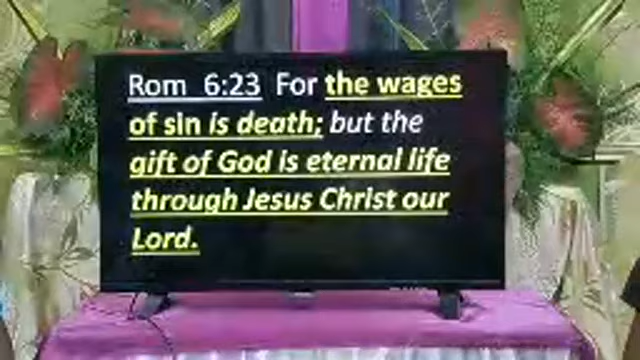 Rom 6:23 For the wages
of sin is death; but the
gift of God is eternal life
through Jesus Christ our
Lord.